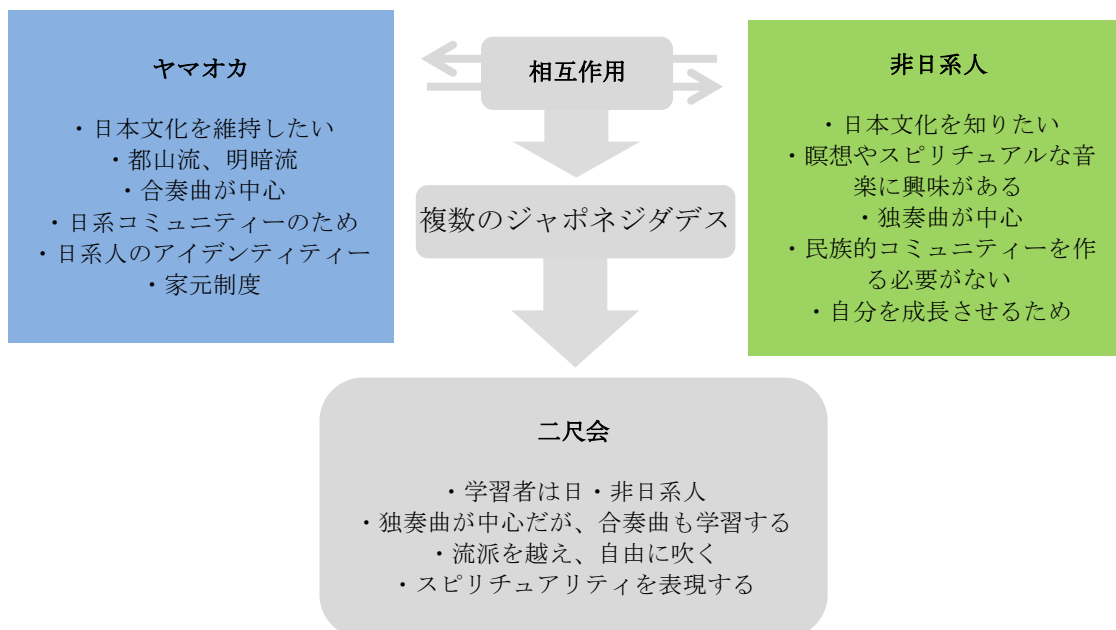 ヤマオカ
・日本文化を維持したい
・都山流、明暗流
・合奏曲が中心
・日系コミュニティーのため
・日系人のアイデンティティー
・家元制度
相互作用
複数のジャポネジダデス
非日系人
・日本文化を知りたい
・瞑想やスピリチュアルな音
楽に興味がある
・独奏曲が中心
・民族的コミュニティーを作
る必要がない
・自分を成長させるため
二尺会
・学習者は日・非日系人
・独奏曲が中心だが、合奏曲も学習する
・流派を越え、自由に吹く
・スピリチュアリティを表現する